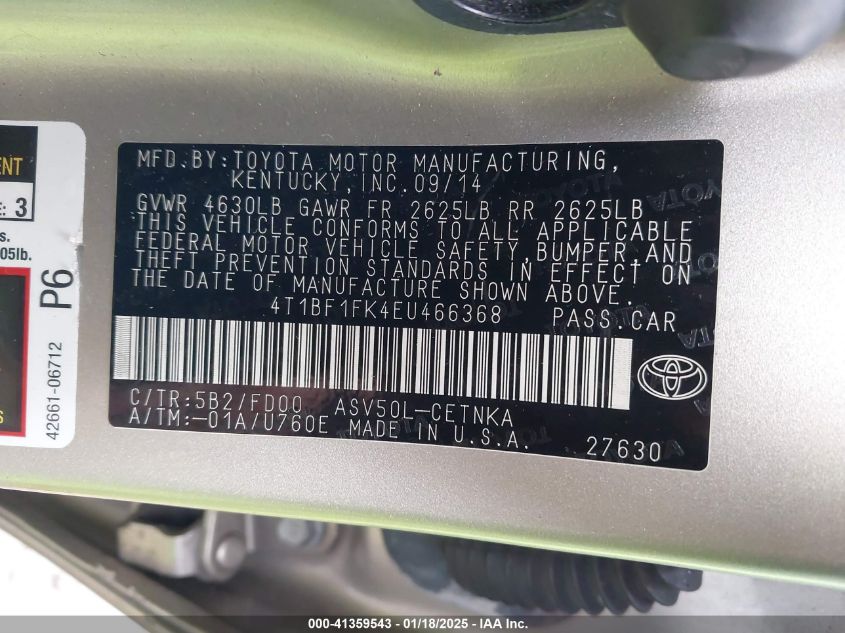 MFD.BY:TOYOTA MOTOR MANUFACTURING,
KENTUCKY,INC.09/14
GVWR 4630LB GAWR FR 2625LB RR 2625LB
THIS VEHICLE CONFORMS TO ALL APPLICABLE
FEDERAL MOTOR VEHICLE SAFETY,BUMPER,AND
THEFT PREVENTION STANDARDS IN EFFECT ON
THE DATE OF MANUFACTURE SHOWN ABOVE.
4T1BF1FK4EU466368 PASS.CAR
C/TR:5B2/FD00 ASV50L-CETNKA
A/TM:-01A/U760E MADE IN U.S.A.
27630
3
05lb.
P6
42661-06712
000-41359543 - 01/18/2025 - IAA Inc.